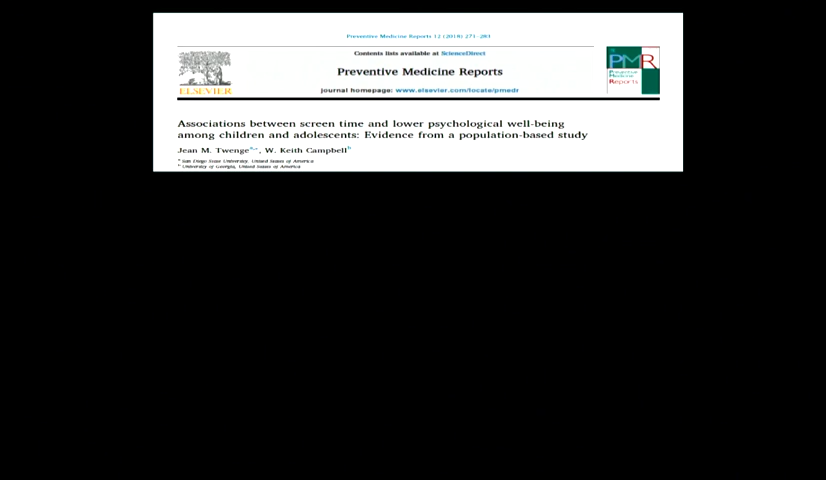 Preventive Medicine Reports 12 (2018) 271–283
Contents lists available at ScienceDirect
Preventive Medicine Reports
journal homepage: www.elsevier.com/locate/pmedr
ELSEVIER
PMR
Preventive
Medicine
Reports
Associations between screen time and lower psychological well-being
among children and adolescents: Evidence from a population-based study
Jean M. Twenge a,*, W. Keith Campbell b
a San Diego State University, United States of America
b University of Georgia, United States of America